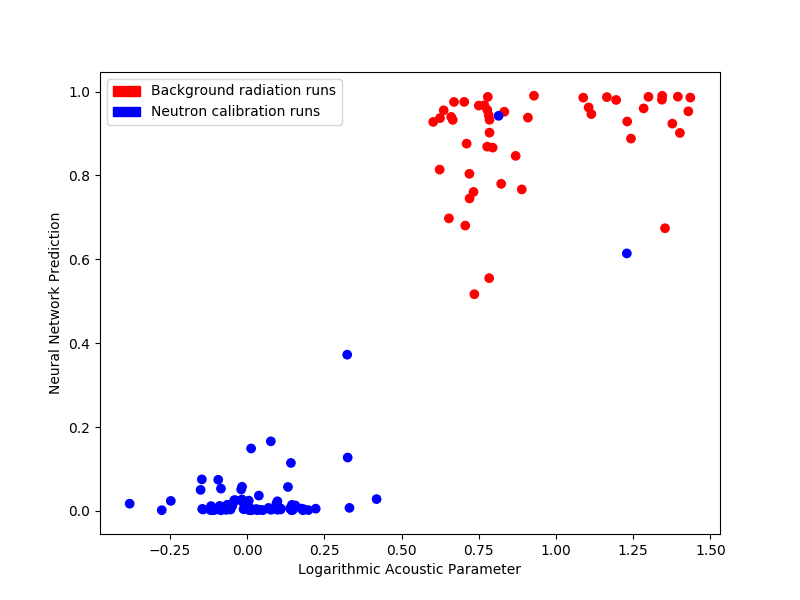 Background radiation runs
Neutron calibration runs
1.0
0.8
0.6
0.4
0.2
0.0
Neural Network Prediction
−0.25 0.00 0.25 0.50 0.75 1.00 1.25 1.50
Logarithmic Acoustic Parameter